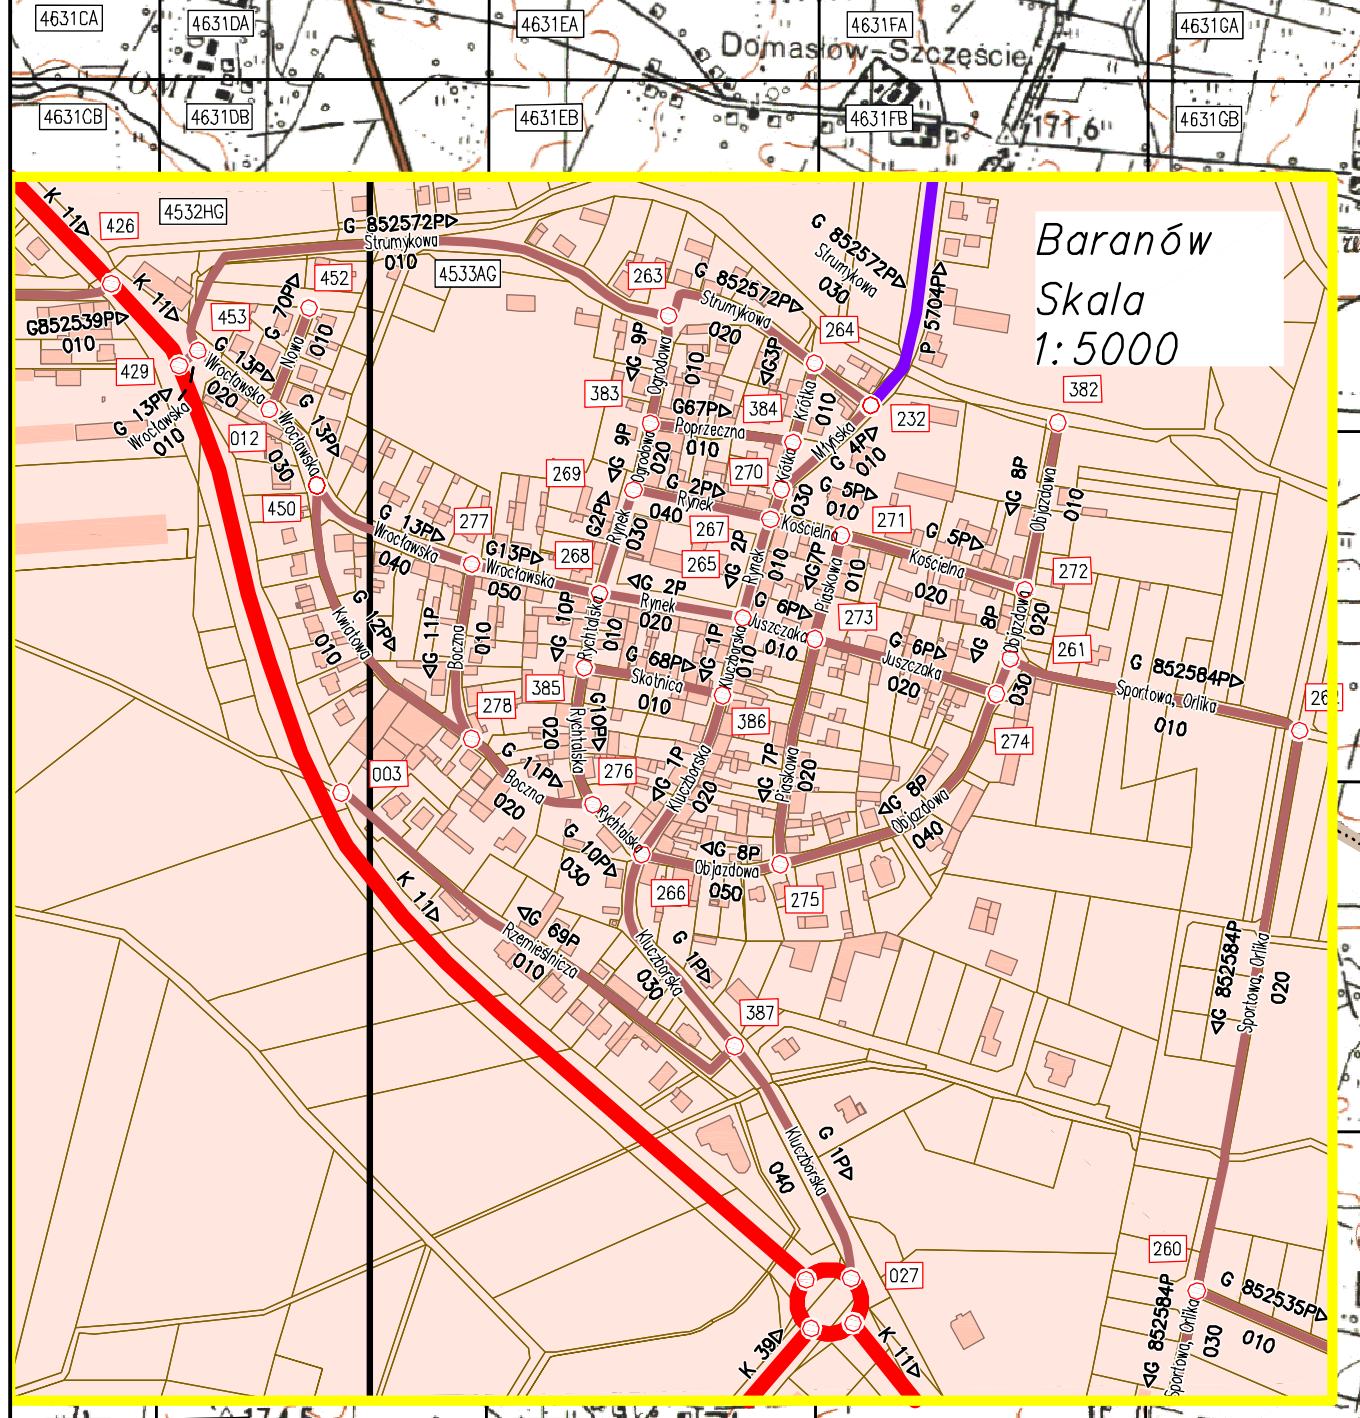 4631CA
4631DA
4631EA
4631FA
4631GA
Domasłów-Szczęście
4631CB
4631DB
4631EB
4631FB
4631GB
171,6
Baranów
Skala
1:5000
K 11
426
4532HG
G 852572P
Strumykowa
010
4533AG
K 11
G852539P
010
453
452
G 70P
Nowa
010
429
G 13P
Wrocławska
010
G 13P
Wrocławska
020
012
G 13P
Wrocławska
030
450
263
G 852572P
Strumykowa
020
G 852572P
Strumykowa
030
P 5704P
264
G 9P
Ogrodowa
010
G3P
Krótka
010
383
384
232
382
G67P
Poprzeczna
010
Młyńska
G 4P
010
G 9P
Ogrodowa
020
269
270
G 2P
Rynek
040
Krótka
030
G 5P
Kościelna
010
271
G 5P
Kościelna
020
G 8P
Objazdowa
010
272
277
G 13P
Wrocławska
040
G13P
Wrocławska
050
268
G2P
Rynek
030
267
265
G 2P
Rynek
010
G7P
Piaskowa
010
G 2P
Rynek
020
G 6P
Juszczaka
010
273
G 6P
Juszczaka
020
G 8P
Objazdowa
020
261
030
274
G 852584P
Sportowa, Orlika
010
G 12P
Kwiatowa
010
G 11P
Boczna
010
278
G 10P
Rychtalska
010
385
G 68P
Skotnica
010
G 1P
Kluczborska
010
386
G10P
Rychtalska
020
276
G 1P
Kluczborska
020
G 7P
Piaskowa
020
G 8P
Objazdowa
040
003
G 11P
Boczna
020
Rychtalska
G 10P
030
G 8P
Objazdowa
050
266
275
K 11
G 69P
Rzemieślnicza
010
G 1P
Kluczborska
030
387
G 852584P
Sportowa, Orlika
020
G 1P
Kluczborska
040
027
260
G 852584P
Sportowa, Orlika
030
G 852535P
010
K 39
K 11